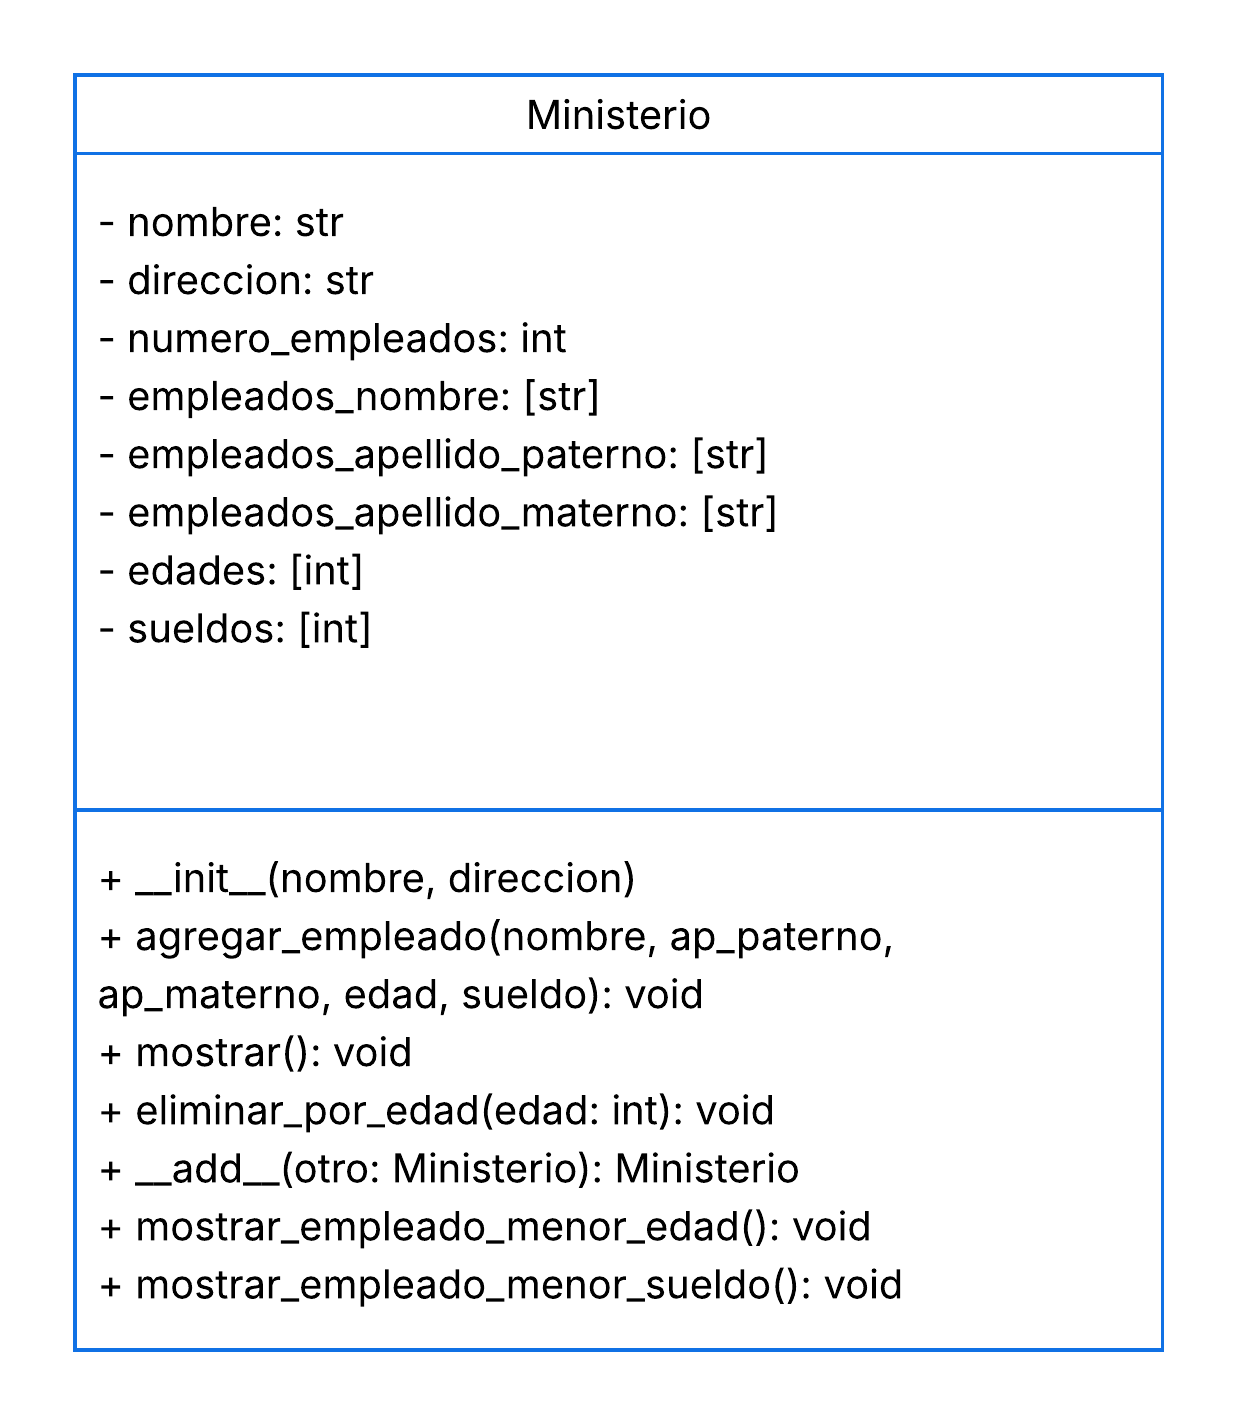 Ministerio
- nombre: str
- direccion: str
- numero_empleados: int
- empleados_nombre: [str]
- empleados_apellido_paterno: [str]
- empleados_apellido_materno: [str]
- edades: [int]
- sueldos: [int]
+ __init__(nombre, direccion)
+ agregar_empleado(nombre, ap_paterno,
ap_materno, edad, sueldo): void
+ mostrar(): void
+ eliminar_por_edad(edad: int): void
+ __add__(otro: Ministerio): Ministerio
+ mostrar_empleado_menor_edad(): void
+ mostrar_empleado_menor_sueldo(): void